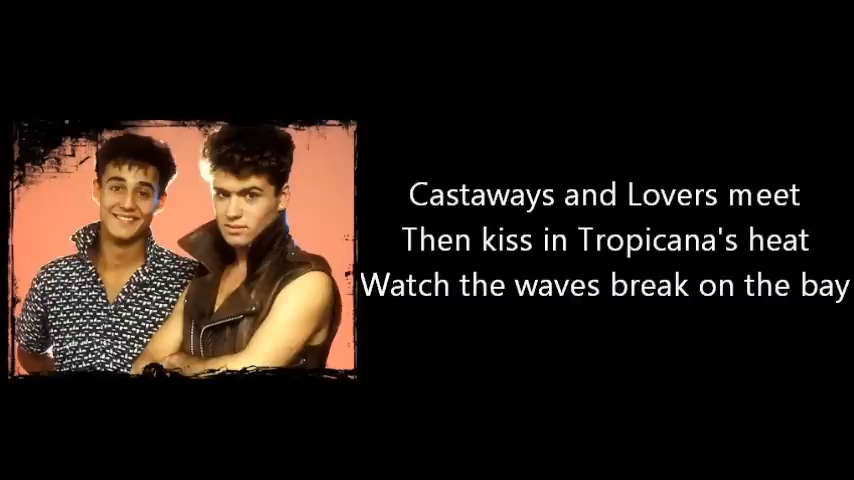 Castaways and Lovers meet
Then kiss in Tropicana's heat
Watch the waves break on the bay